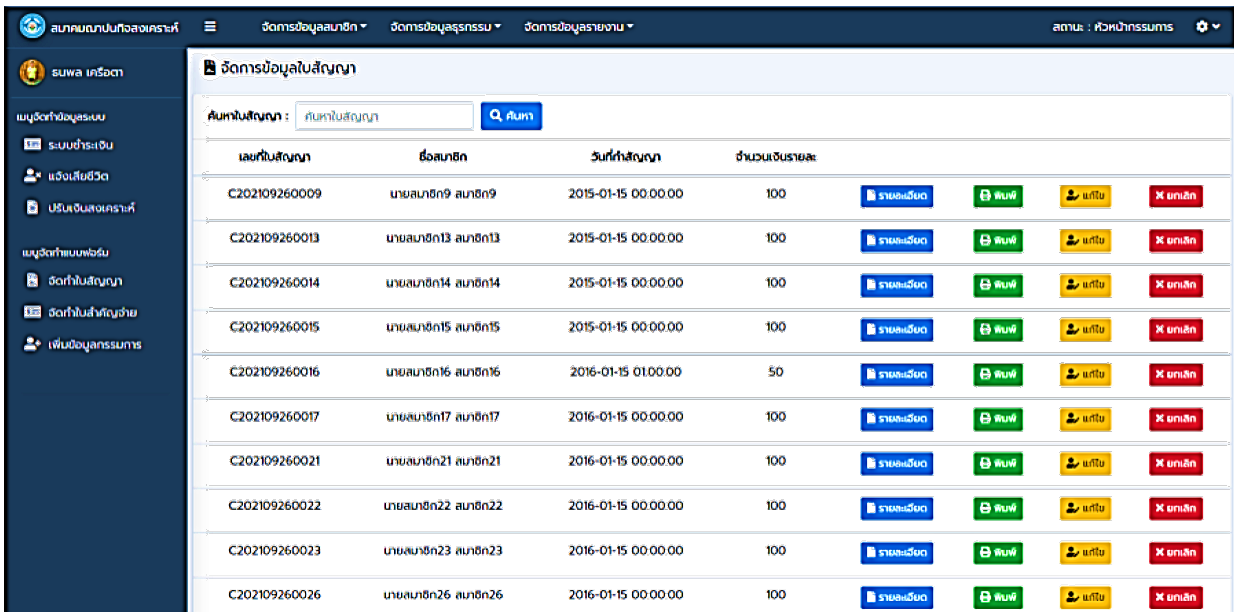 สมาคมฌาปนกิจสงเคราะห์ จัดการข้อมูลสมาชิก จัดการข้อมูลธุรกรรม จัดการข้อมูลรายงาน สถานะ : หัวหน้ากรรมการ
ธนพล เครือตา
จัดการข้อมูลใบสัญญา
เมนูจัดทำข้อมูลระบบ
ระบบชำระเงิน
แจ้งเสียชีวิต
ปรับเงินสงเคราะห์
เมนูจัดทำแบบฟอร์ม
จัดทำใบสัญญา
จัดทำใบสำคัญจ่าย
เพิ่มข้อมูลกรรมการ
ค้นหาใบสัญญา : ค้นหาใบสัญญา ค้นหา
เลขที่ใบสัญญา ชื่อสมาชิก วันที่ทำสัญญา จำนวนเงินรายละ
C202109260009 นายสมาชิก9 สมาชิก9 2015-01-15 00:00:00 100 รายละเอียด พิมพ์ แก้ไข ยกเลิก
C202109260013 นายสมาชิก13 สมาชิก13 2015-01-15 00:00:00 100 รายละเอียด พิมพ์ แก้ไข ยกเลิก
C202109260014 นายสมาชิก14 สมาชิก14 2015-01-15 00:00:00 100 รายละเอียด พิมพ์ แก้ไข ยกเลิก
C202109260015 นายสมาชิก15 สมาชิก15 2015-01-15 00:00:00 100 รายละเอียด พิมพ์ แก้ไข ยกเลิก
C202109260016 นายสมาชิก16 สมาชิก16 2016-01-15 01:00:00 50 รายละเอียด พิมพ์ แก้ไข ยกเลิก
C202109260017 นายสมาชิก17 สมาชิก17 2016-01-15 00:00:00 100 รายละเอียด พิมพ์ แก้ไข ยกเลิก
C202109260021 นายสมาชิก21 สมาชิก21 2016-01-15 00:00:00 100 รายละเอียด พิมพ์ แก้ไข ยกเลิก
C202109260022 นายสมาชิก22 สมาชิก22 2016-01-15 00:00:00 100 รายละเอียด พิมพ์ แก้ไข ยกเลิก
C202109260023 นายสมาชิก23 สมาชิก23 2016-01-15 00:00:00 100 รายละเอียด พิมพ์ แก้ไข ยกเลิก
C202109260026 นายสมาชิก26 สมาชิก26 2016-01-15 00:00:00 100 รายละเอียด พิมพ์ แก้ไข ยกเลิก